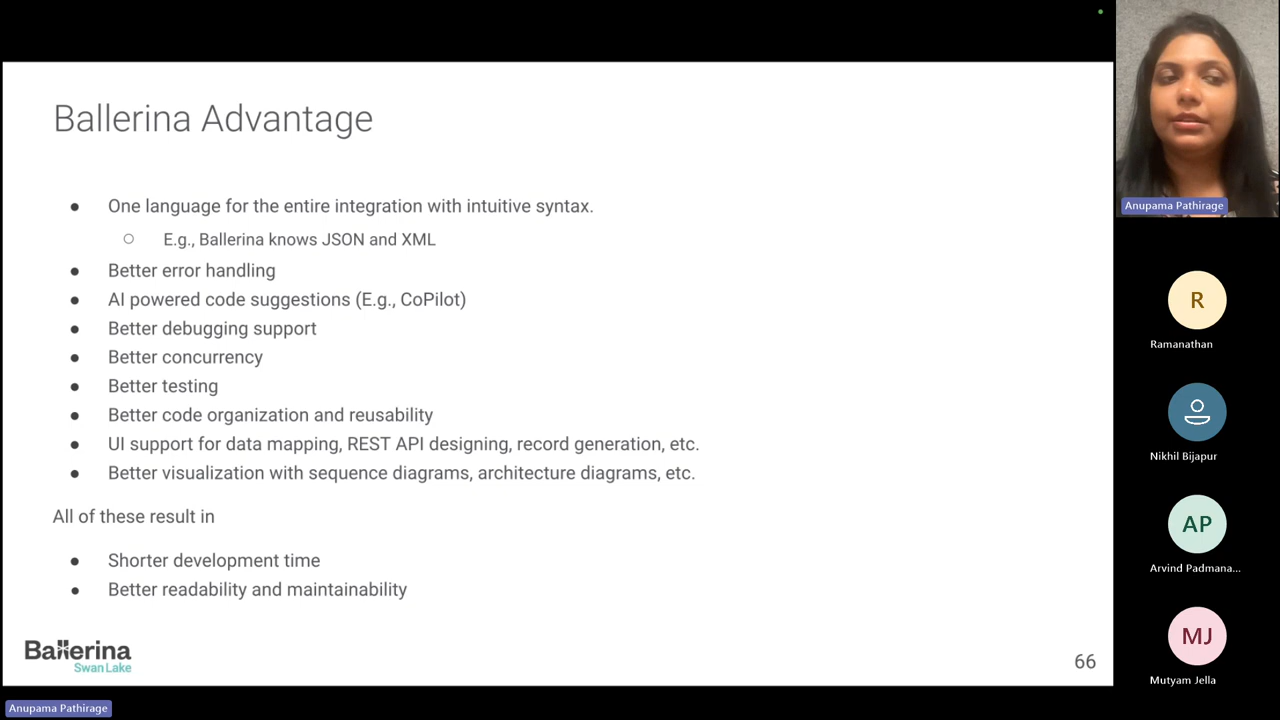 Ballerina Advantage
● One language for the entire integration with intuitive syntax.
○ E.g., Ballerina knows JSON and XML
● Better error handling
● AI powered code suggestions (E.g., CoPilot)
● Better debugging support
● Better concurrency
● Better testing
● Better code organization and reusability
● UI support for data mapping, REST API designing, record generation, etc.
● Better visualization with sequence diagrams, architecture diagrams, etc.
All of these result in
● Shorter development time
● Better readability and maintainability
Ballerina
Swan Lake
66
Anupama Pathirage
Anupama Pathirage
R
Ramanathan
Nikhil Bijapur
AP
Arvind Padmana...
MJ
Mutyam Jella